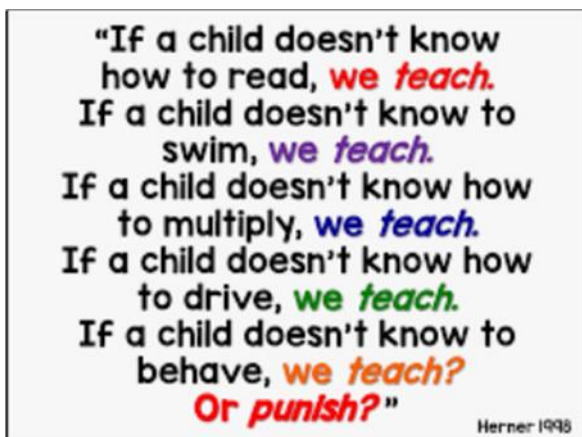 “If a child doesn’t know
how to read, we teach.
If a child doesn’t know to
swim, we teach.
If a child doesn’t know how
to multiply, we teach.
If a child doesn’t know how
to drive, we teach.
If a child doesn’t know to
behave, we teach?
Or punish?”
Herner 1998